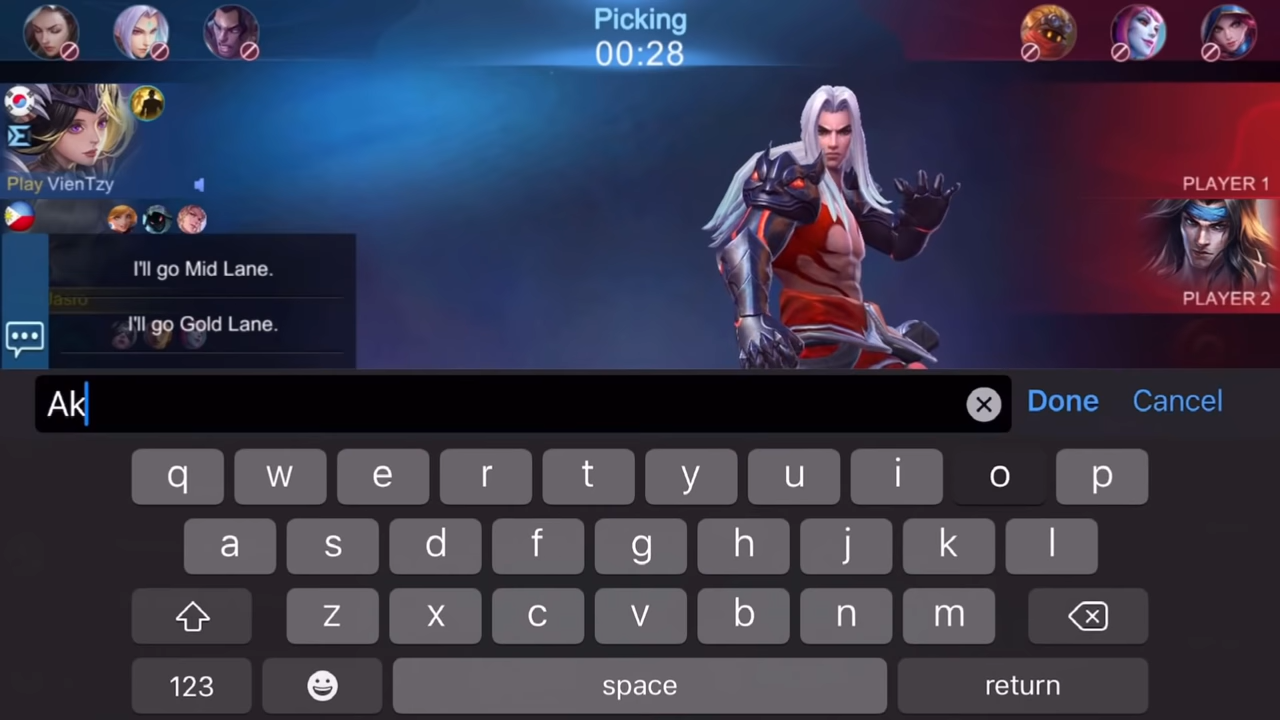 Picking
00:28
Play VienTzy
PLAYER 1
I'll go Mid Lane.
I'll go Gold Lane.
PLAYER 2
Ak
Done
Cancel
q w e r t y u i o p
a s d f g h j k l
z x c v b n m
123 space return